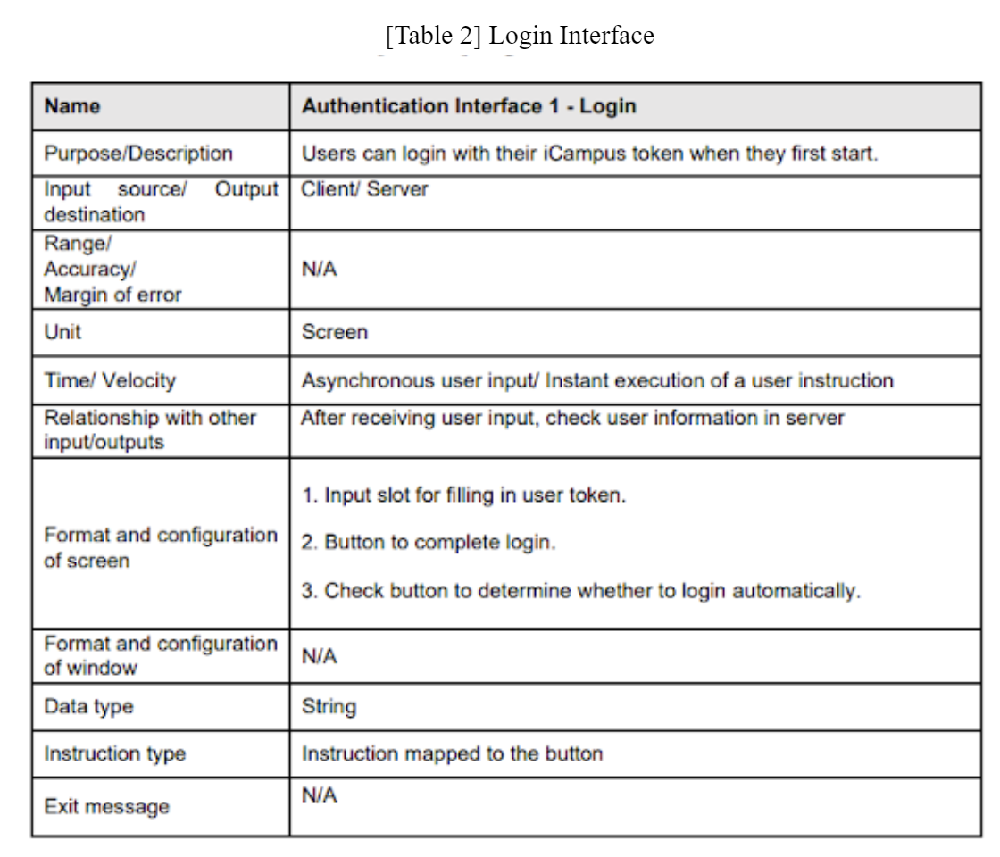 [Table 2] Login Interface
Name
Authentication Interface 1 - Login
Purpose/Description
Users can login with their iCampus token when they first start.
Input source/ Output
destination
Client/ Server
Range/
Accuracy/
Margin of error
N/A
Unit
Screen
Time/ Velocity
Asynchronous user input/ Instant execution of a user instruction
Relationship with other
input/outputs
After receiving user input, check user information in server
Format and configuration
of screen
1. Input slot for filling in user token.
2. Button to complete login.
3. Check button to determine whether to login automatically.
Format and configuration
of window
N/A
Data type
String
Instruction type
Instruction mapped to the button
Exit message
N/A